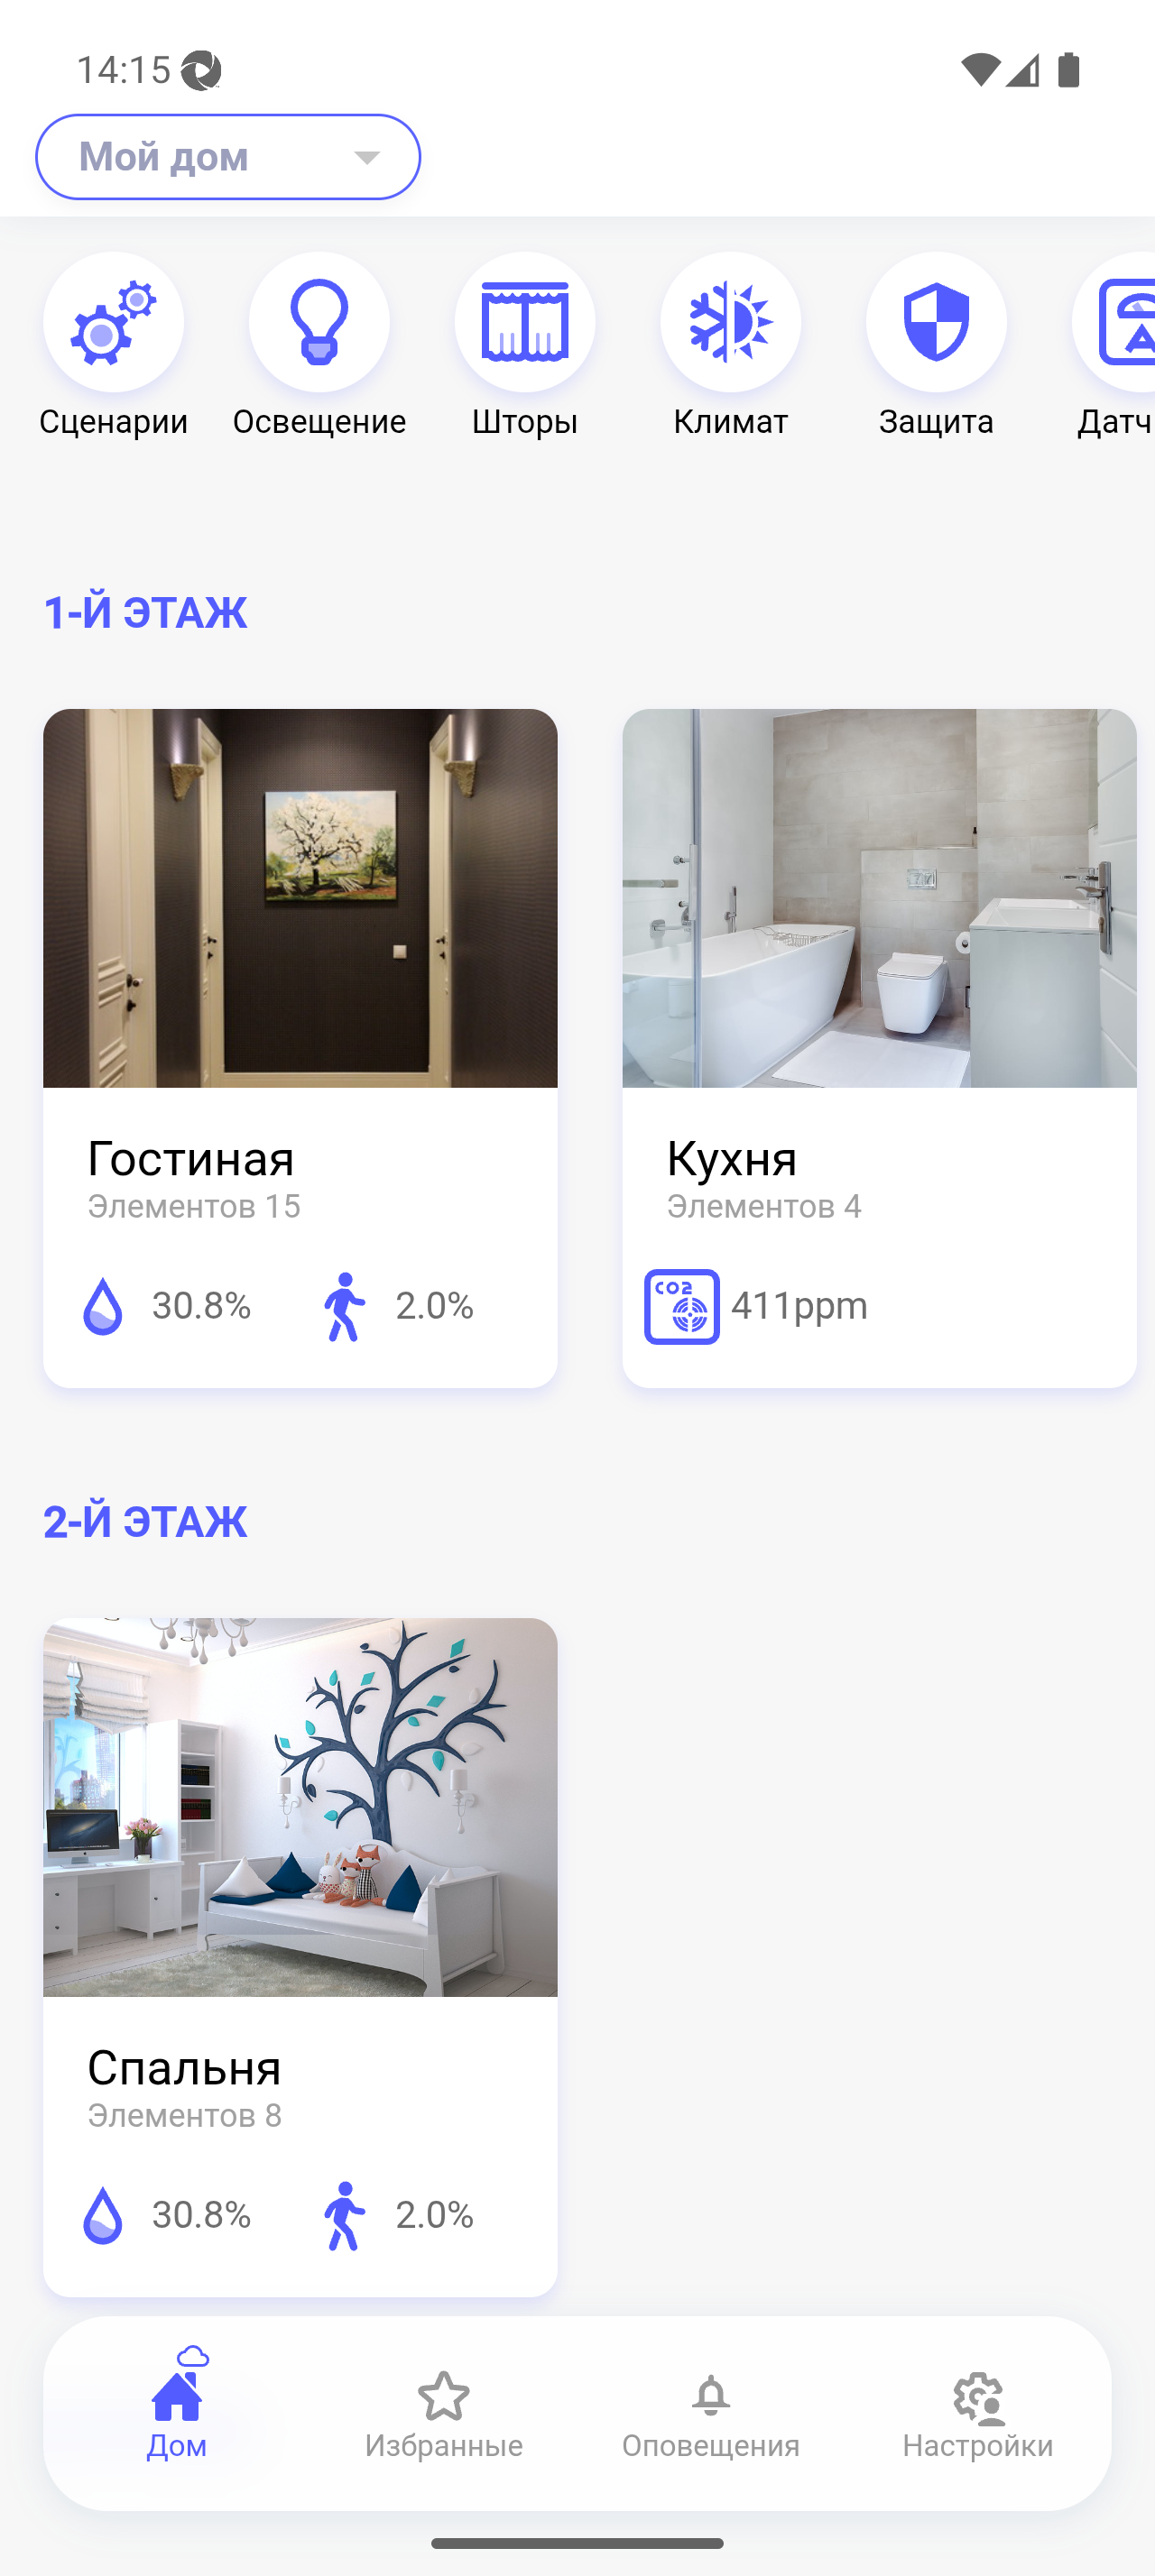 14:15
Мой дом
Сценарии Освещение Шторы Климат Защита Датч
1-Й ЭТАЖ
Гостиная Кухня
Элементов 15 Элементов 4
30.8% 2.0% CO2 411ppm
2-Й ЭТАЖ
Спальня
Элементов 8
30.8% 2.0%
Дом Избранные Оповещения Настройки